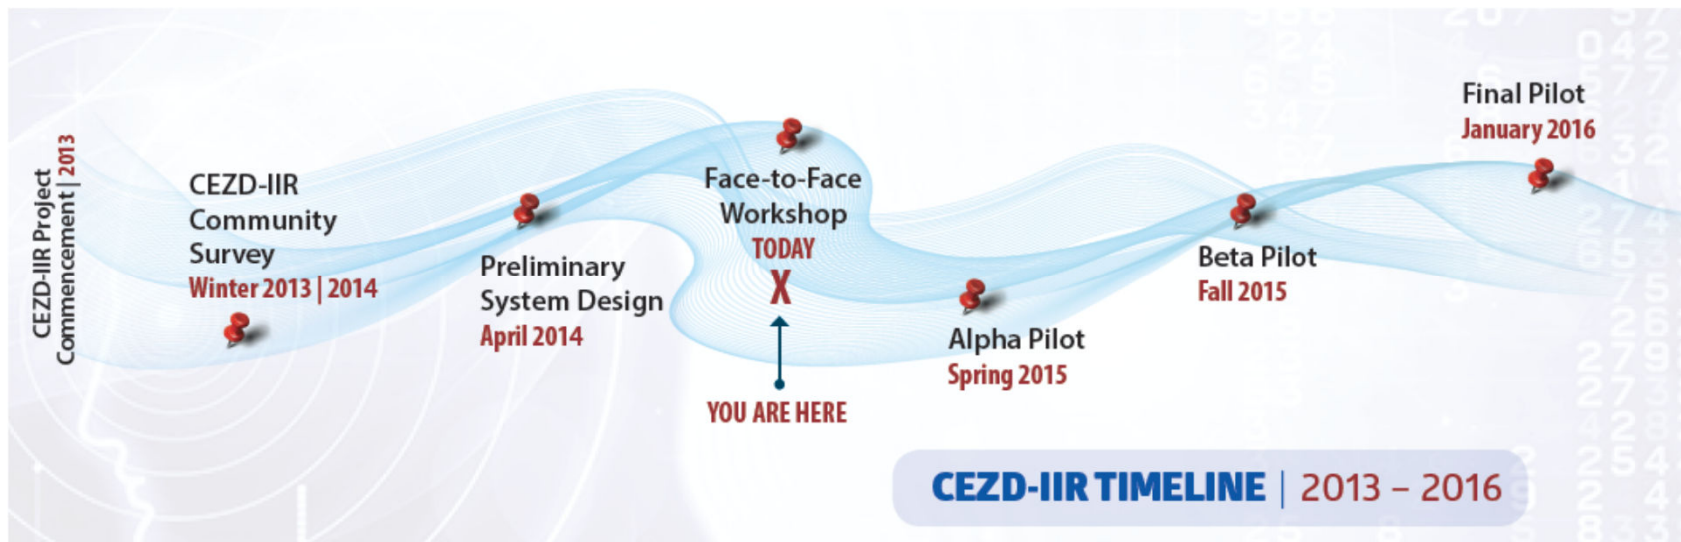 CEZD-IIR Project
Commencement | 2013
CEZD-IIR
Community
Survey
Winter 2013 | 2014
Preliminary
System Design
April 2014
Face-to-Face
Workshop
TODAY
X
YOU ARE HERE
Alpha Pilot
Spring 2015
Beta Pilot
Fall 2015
Final Pilot
January 2016
CEZD-IIR TIMELINE | 2013 – 2016